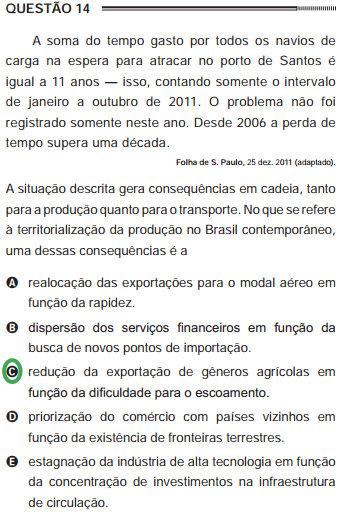 QUESTÃO 14
A soma do tempo gasto por todos os navios de
carga na espera para atracar no porto de Santos é
igual a 11 anos — isso, contando somente o intervalo
de janeiro a outubro de 2011. O problema não foi
registrado somente neste ano. Desde 2006 a perda de
tempo supera uma década.
Folha de S. Paulo, 25 dez. 2011 (adaptado).
A situação descrita gera consequências em cadeia, tanto
para a produção quanto para o transporte. No que se refere
à territorialização da produção no Brasil contemporâneo,
uma dessas consequências é a
A realocação das exportações para o modal aéreo em
função da rapidez.
B dispersão dos serviços financeiros em função da
busca de novos pontos de importação.
C redução da exportação de gêneros agrícolas em
função da dificuldade para o escoamento.
D priorização do comércio com países vizinhos em
função da existência de fronteiras terrestres.
E estagnação da indústria de alta tecnologia em função
da concentração de investimentos na infraestrutura
de circulação.